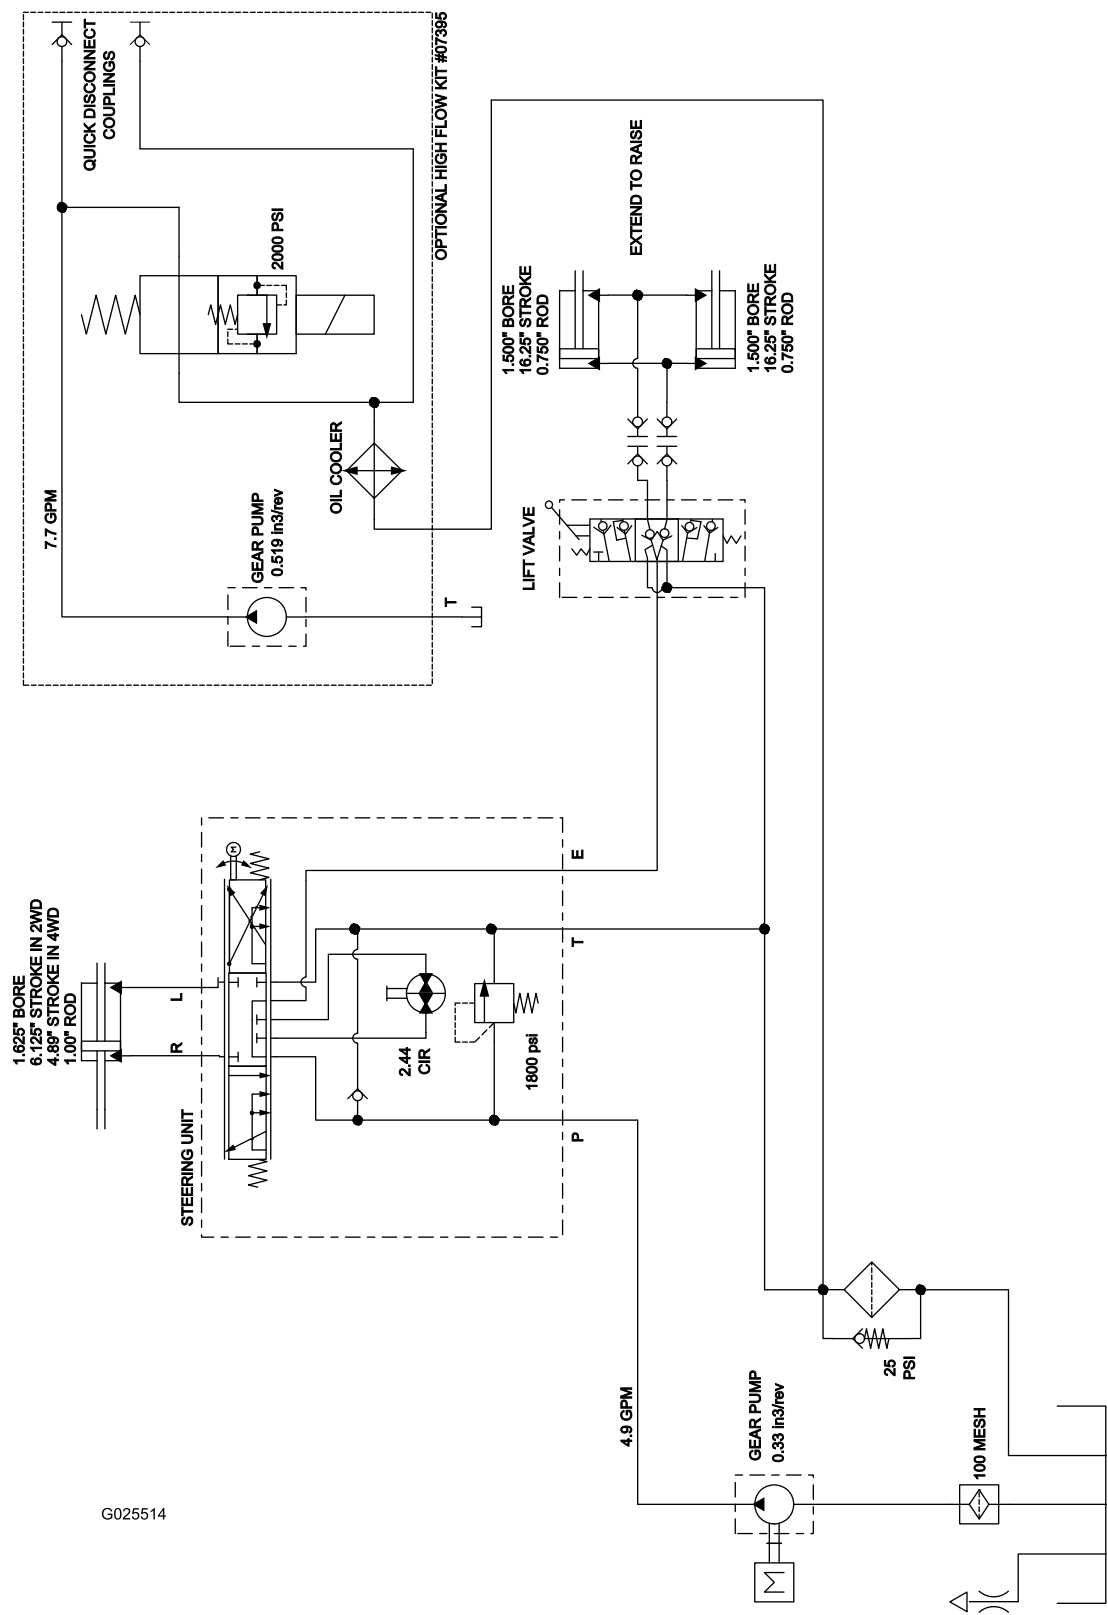 QUICK DISCONNECT
COUPLINGS
OPTIONAL HIGH FLOW KIT #07395
2000 PSI
OIL COOLER
7.7 GPM
GEAR PUMP
0.519 in3/rev
T
EXTEND TO RAISE
1.500" BORE
16.25" STROKE
0.750" ROD
1.500" BORE
16.25" STROKE
0.750" ROD
LIFT VALVE
1.625" BORE
6.125" STROKE IN 2WD
4.89" STROKE IN 4WD
1.00" ROD
L
R
M
STEERING UNIT
2.44
CIR
1800 psi
E
T
P
4.9 GPM
GEAR PUMP
0.33 in3/rev
M
25
PSI
100 MESH
G025514